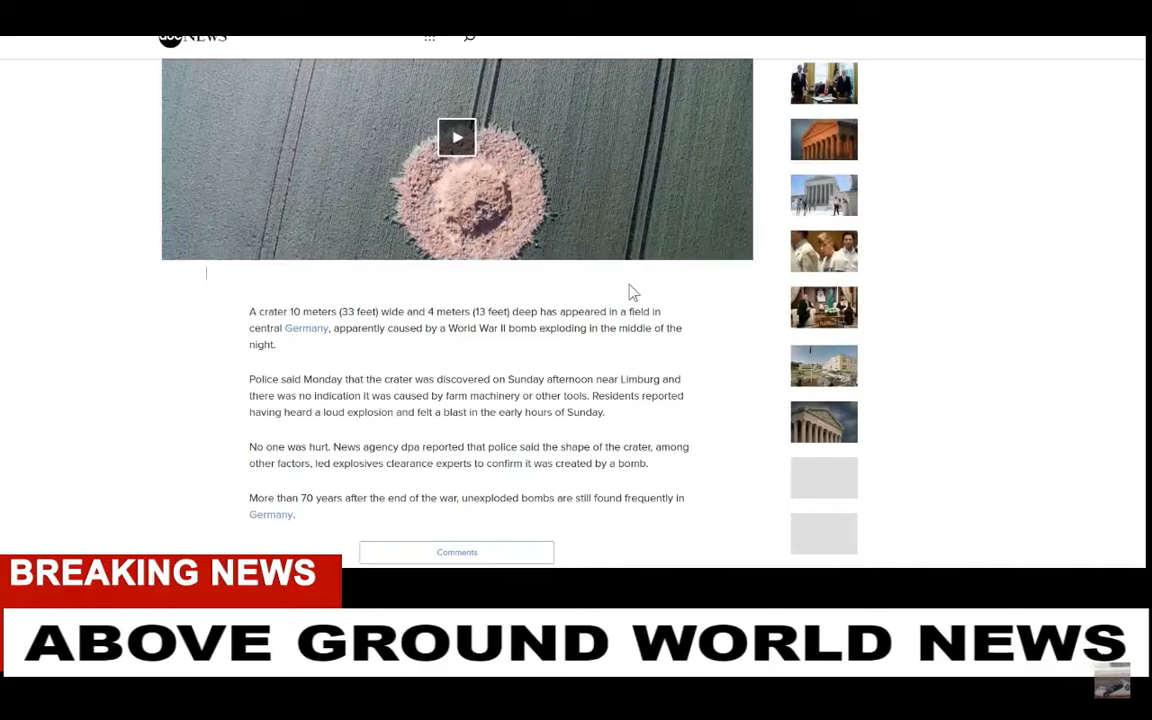 abc NEWS
A crater 10 meters (33 feet) wide and 4 meters (13 feet) deep has appeared in a field in
central Germany, apparently caused by a World War II bomb exploding in the middle of the
night.
Police said Monday that the crater was discovered on Sunday afternoon near Limburg and
there was no indication it was caused by farm machinery or other tools. Residents reported
having heard a loud explosion and felt a blast in the early hours of Sunday.
No one was hurt. News agency dpa reported that police said the shape of the crater, among
other factors, led explosives clearance experts to confirm it was created by a bomb.
More than 70 years after the end of the war, unexploded bombs are still found frequently in
Germany.
Comments
BREAKING NEWS
ABOVE GROUND WORLD NEWS